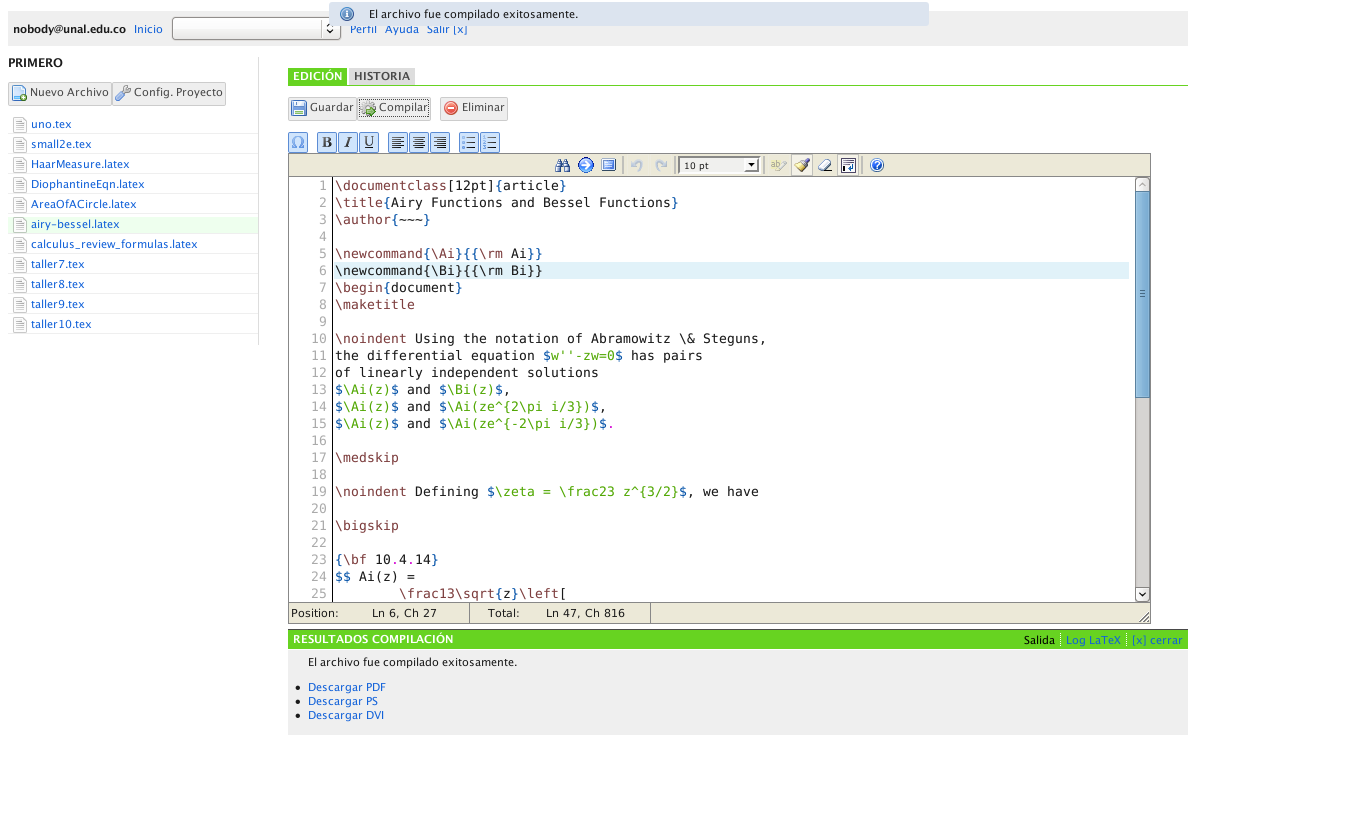 El archivo fue compilado exitosamente.
nobody@unal.edu.co Inicio Perfil Ayuda Salir [x]
PRIMERO
Nuevo Archivo Config. Proyecto
uno.tex
small2e.tex
HaarMeasure.latex
DiophantineEqn.latex
AreaOfACircle.latex
airy-bessel.latex
calculus_review_formulas.latex
taller7.tex
taller8.tex
taller9.tex
taller10.tex
EDICIÓN HISTORIA
Guardar Compilar Eliminar
Ω B I U
10 pt
1 \documentclass[12pt]{article}
2 \title{Airy Functions and Bessel Functions}
3 \author{~~~}
4
5 \newcommand{\Ai}{{\rm Ai}}
6 \newcommand{\Bi}{{\rm Bi}}
7 \begin{document}
8 \maketitle
9
10 \noindent Using the notation of Abramowitz \& Steguns,
11 the differential equation $w''-zw=0$ has pairs
12 of linearly independent solutions
13 $\Ai(z)$ and $\Bi(z)$,
14 $\Ai(z)$ and $\Ai(ze^{2\pi i/3})$,
15 $\Ai(z)$ and $\Ai(ze^{-2\pi i/3})$.
16
17 \medskip
18
19 \noindent Defining $\zeta = \frac23 z^{3/2}$, we have
20
21 \bigskip
22
23 {\bf 10.4.14}
24 $$ Ai(z) =
25 \frac13\sqrt{z}\left[
Position: Ln 6, Ch 27 Total: Ln 47, Ch 816
RESULTADOS COMPILACIÓN Salida Log LaTeX [x] cerrar
El archivo fue compilado exitosamente.
Descargar PDF
Descargar PS
Descargar DVI